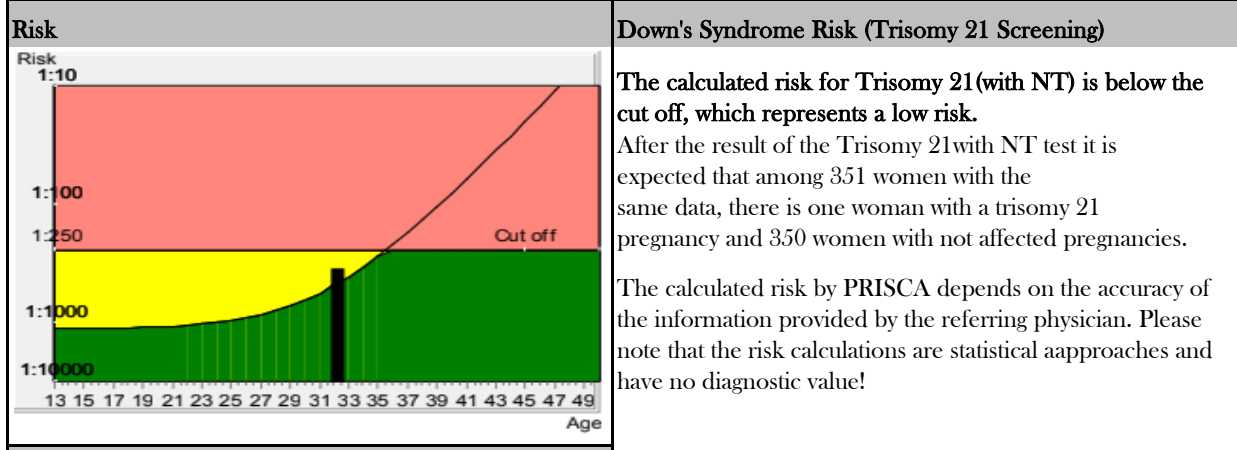 Risk
Down's Syndrome Risk (Trisomy 21 Screening)
Risk
1:10
1:100
1:250
Cut off
1:1000
1:10000
13 15 17 19 21 23 25 27 29 31 33 35 37 39 41 43 45 47 49
Age
The calculated risk for Trisomy 21(with NT) is below the
cut off, which represents a low risk.
After the result of the Trisomy 21with NT test it is
expected that among 351 women with the
same data, there is one woman with a trisomy 21
pregnancy and 350 women with not affected pregnancies.
The calculated risk by PRISCA depends on the accuracy of
the information provided by the referring physician. Please
note that the risk calculations are statistical aapproaches and
have no diagnostic value!